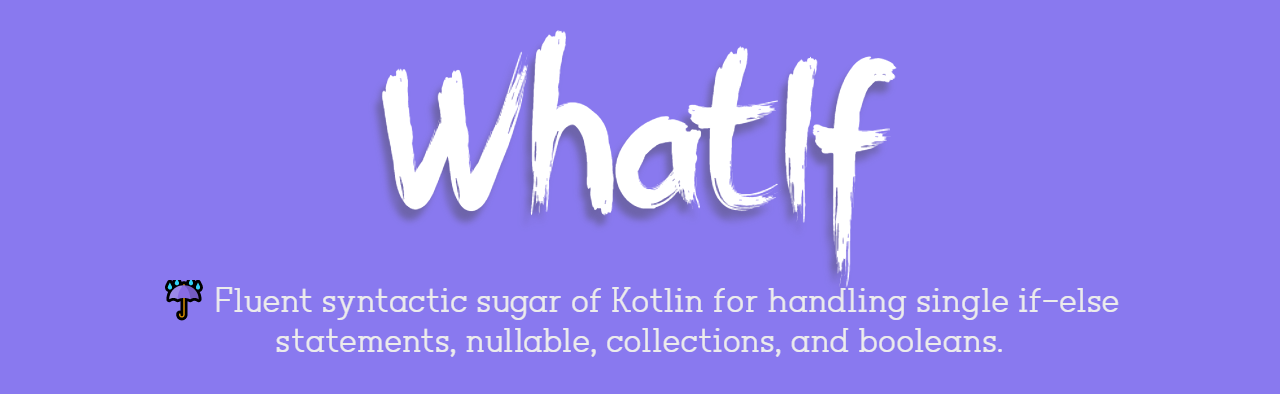 WhatIf
Fluent syntactic sugar of Kotlin for handling single if-else
statements, nullable, collections, and booleans.